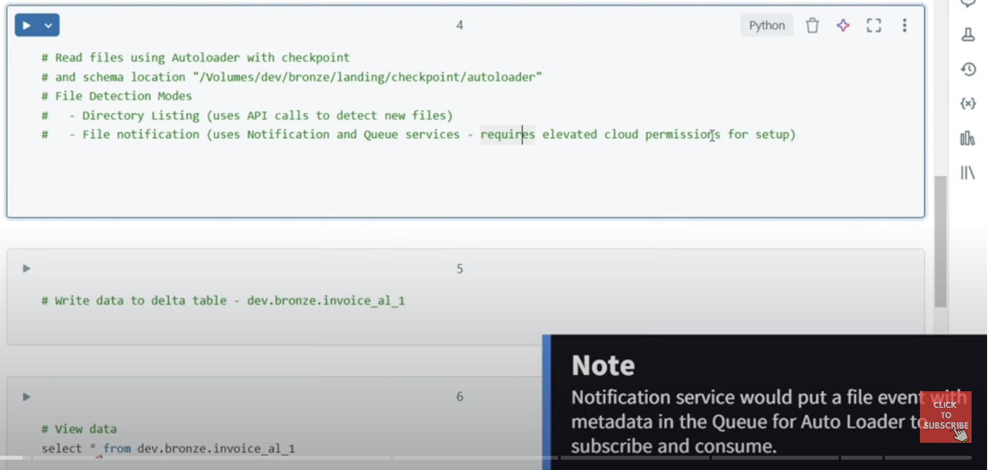 4
Python
# Read files using Autoloader with checkpoint
# and schema location "/Volumes/dev/bronze/landing/checkpoint/autoloader"
# File Detection Modes
#   - Directory Listing (uses API calls to detect new files)
#   - File notification (uses Notification and Queue services - requires elevated cloud permissions for setup)
5
# Write data to delta table - dev.bronze.invoice_al_1
6
# View data
select * from dev.bronze.invoice_al_1
Note
Notification service would put a file event with
metadata in the Queue for Auto Loader to
subscribe and consume.
CLICK
TO
SUBSCRIBE